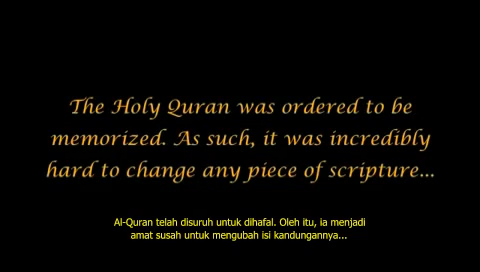 The Holy Quran was ordered to be
memorized. As such, it was incredibly
hard to change any piece of scripture...
Al-Quran telah disuruh untuk dihafal. Oleh itu, ia menjadi
amat susah untuk mengubah isi kandungannya...